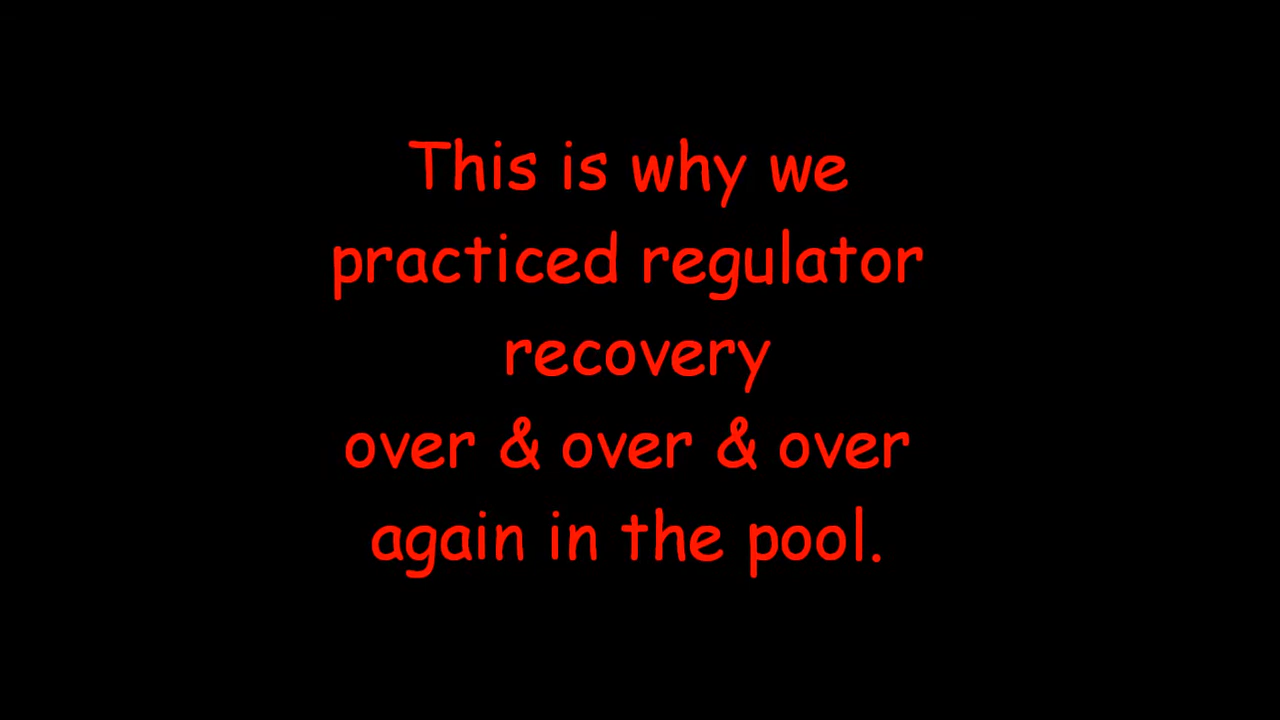 This is why we
practiced regulator
recovery
over & over & over
again in the pool.